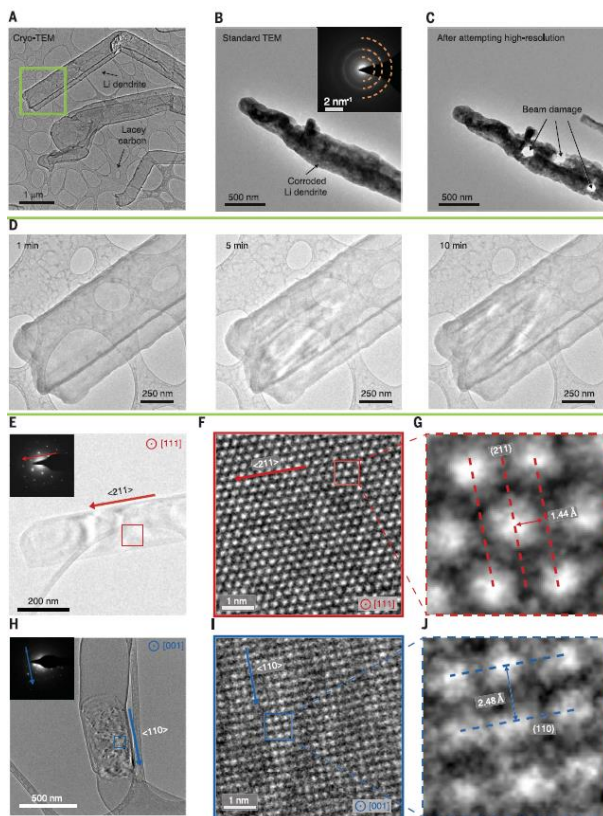 A
Cryo-TEM
Li dendrite
Lacey
carbon
1 µm
B
Standard TEM
2 nm⁻¹
Corroded
Li dendrite
500 nm
C
After attempting high-resolution
Beam damage
500 nm
D
1 min
250 nm
5 min
250 nm
10 min
250 nm
E
[111]
<211>
200 nm
F
<211>
1 nm
[111]
G
(211)
1.44 Å
H
[001]
<110>
500 nm
I
<110>
1 nm
[001]
J
2.48 Å
(110)